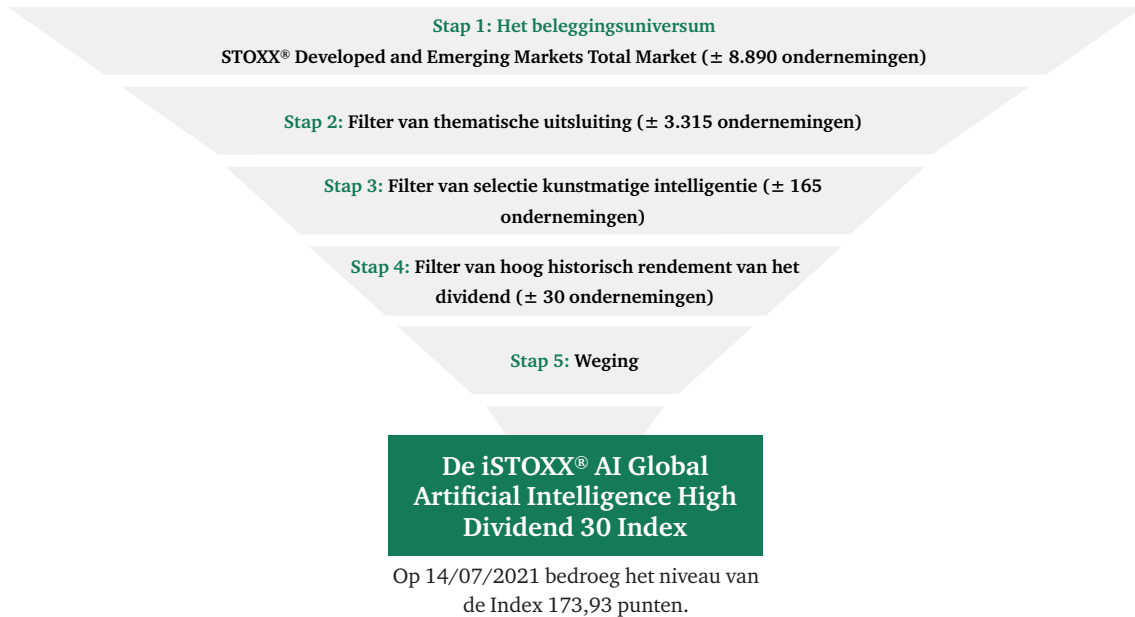 Stap 1: Het beleggingsuniversum
STOXX® Developed and Emerging Markets Total Market (± 8.890 ondernemingen)
Stap 2: Filter van thematische uitsluiting (± 3.315 ondernemingen)
Stap 3: Filter van selectie kunstmatige intelligentie (± 165
ondernemingen)
Stap 4: Filter van hoog historisch rendement van het
dividend (± 30 ondernemingen)
Stap 5: Weging
De iSTOXX® AI Global
Artificial Intelligence High
Dividend 30 Index
Op 14/07/2021 bedroeg het niveau van
de Index 173,93 punten.